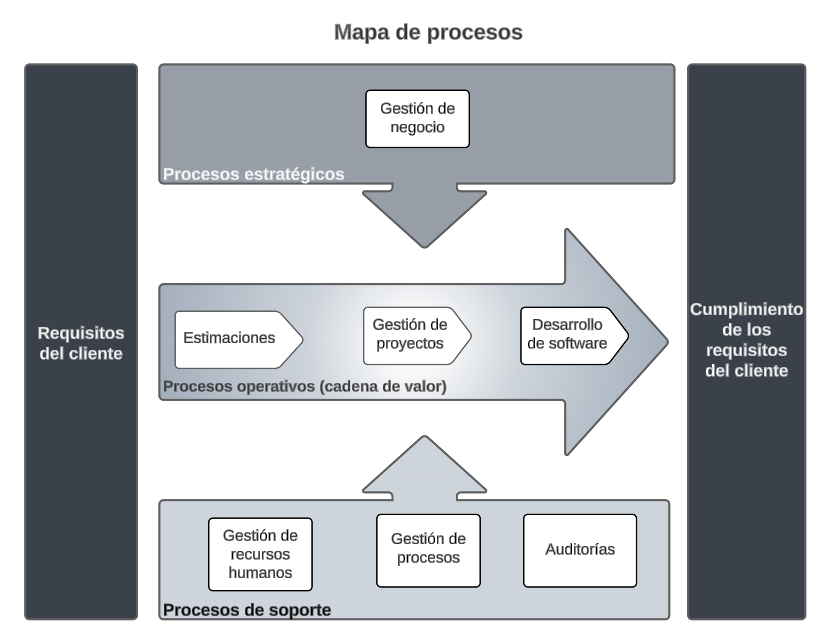 Mapa de procesos
Gestión de
negocio
Procesos estratégicos
Requisitos
del cliente
Estimaciones
Gestión de
proyectos
Desarrollo
de software
Procesos operativos (cadena de valor)
Cumplimiento
de los
requisitos
del cliente
Gestión de
recursos
humanos
Gestión de
procesos
Auditorías
Procesos de soporte